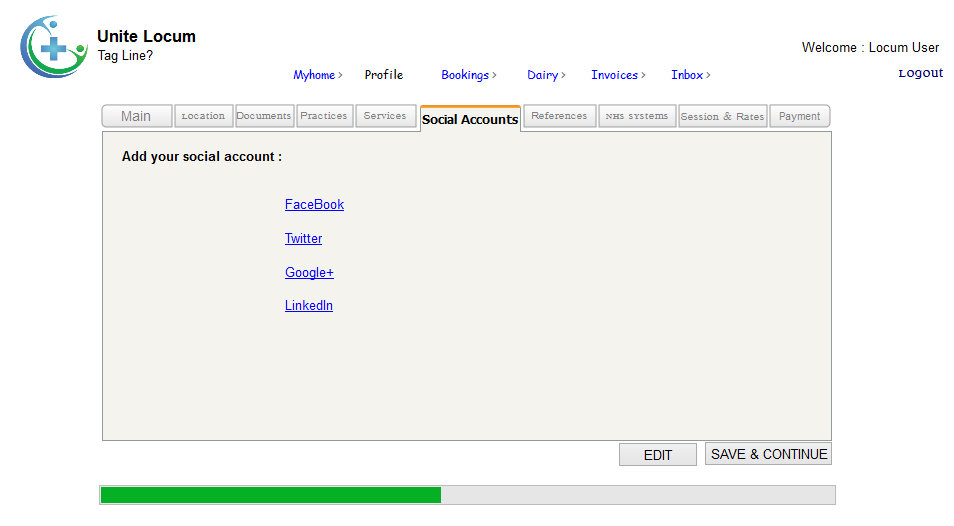 Unite Locum
Tag Line?
Welcome : Locum User
Myhome > Profile Bookings > Dairy > Invoices > Inbox >
Logout
Main Location Documents Practices Services Social Accounts References NHS systems Session & Rates Payment
Add your social account :
FaceBook
Twitter
Google+
LinkedIn
EDIT SAVE & CONTINUE